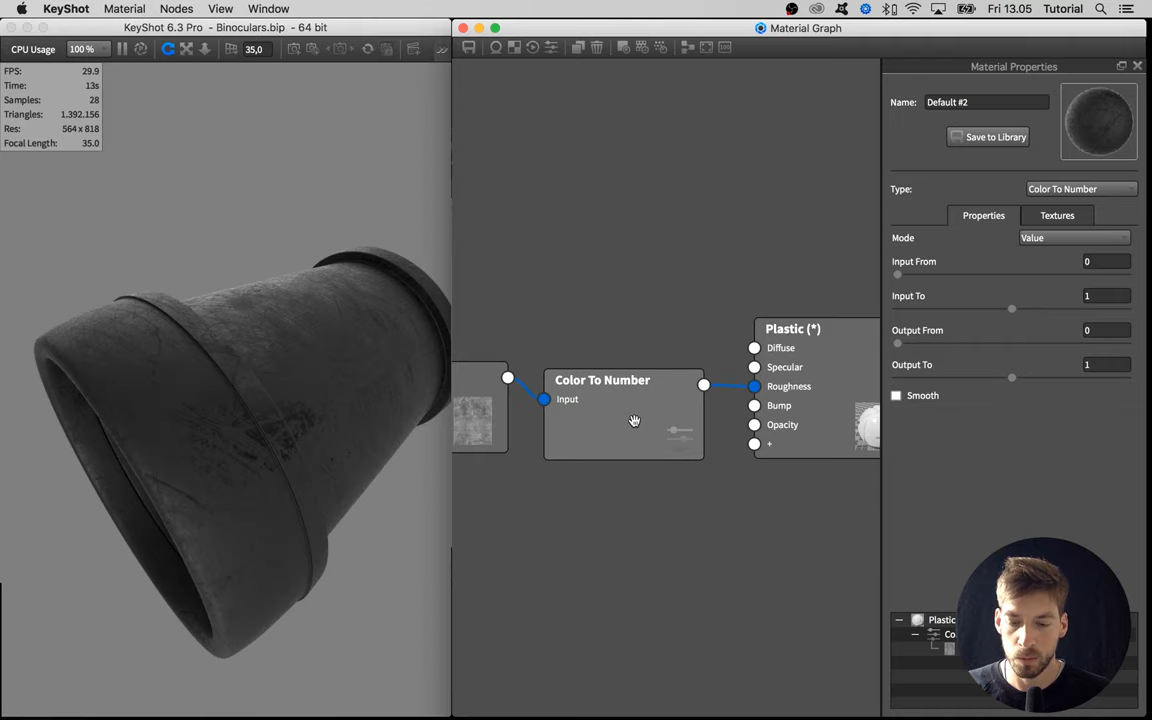 KeyShot Material Nodes View Window
Fri 13.05 Tutorial
KeyShot 6.3 Pro - Binoculars.bip - 64 bit
Material Graph
CPU Usage 100 % 35,0
FPS: 29.9
Time: 13s
Samples: 28
Triangles: 1.392.156
Res: 564 x 818
Focal Length: 35.0
Material Properties
Name: Default #2
Save to Library
Type: Color To Number
Properties Textures
Mode Value
Input From 0
Input To 1
Output From 0
Output To 1
Smooth
Color To Number
Input
Plastic (*)
Diffuse
Specular
Roughness
Bump
Opacity
+
Plastic
Co